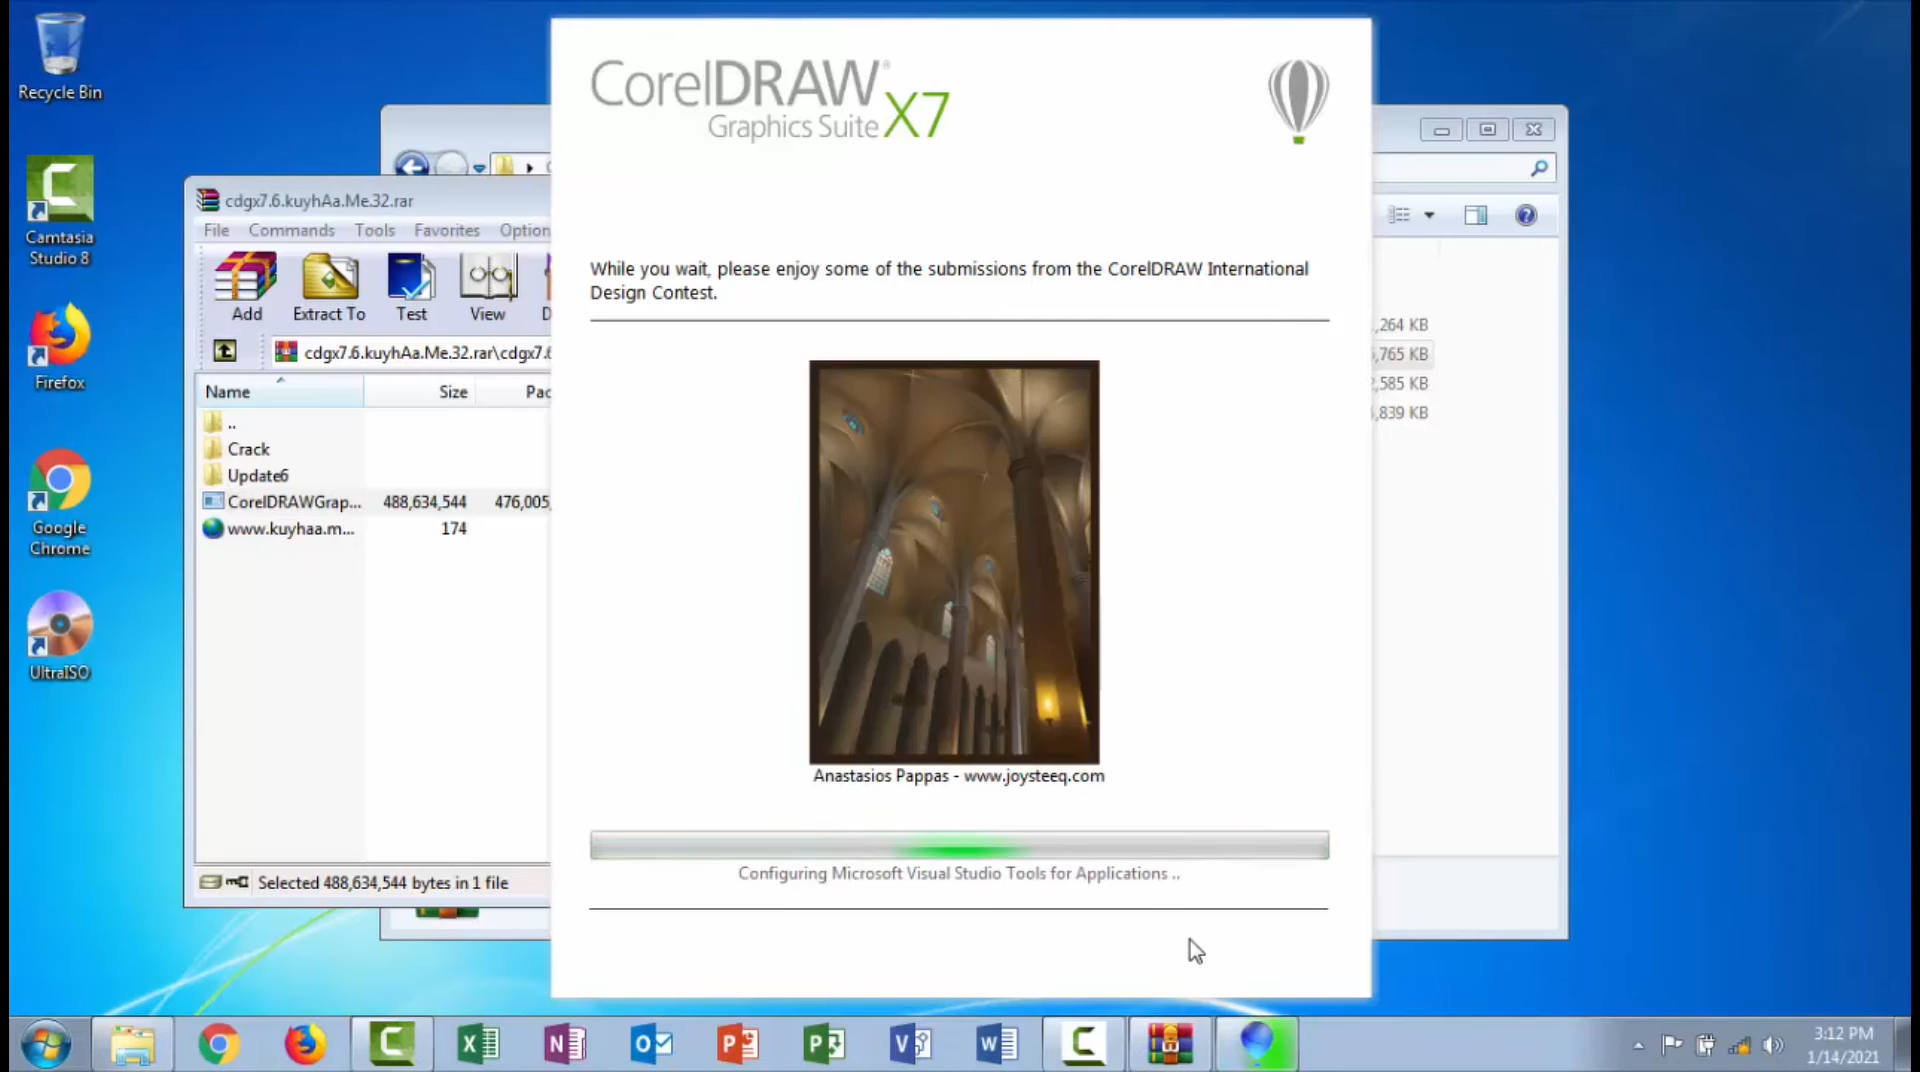 Recycle Bin
Camtasia
Studio 8
Firefox
Google
Chrome
UltraISO
cdgx7.6.kuyhAa.Me.32.rar
File Commands Tools Favorites Option
Add Extract To Test View D
cdgx7.6.kuyhAa.Me.32.rar\cdgx7.6
Name Size Pac
..
Crack
Update6
CorelDRAWGrap... 488,634,544 476,005,
www.kuyhaa.m... 174
Selected 488,634,544 bytes in 1 file
CorelDRAW®
Graphics Suite X7
While you wait, please enjoy some of the submissions from the CorelDRAW International
Design Contest.
Anastasios Pappas - www.joysteeq.com
Configuring Microsoft Visual Studio Tools for Applications ..
,264 KB
,765 KB
,585 KB
,839 KB
3:12 PM
1/14/2021